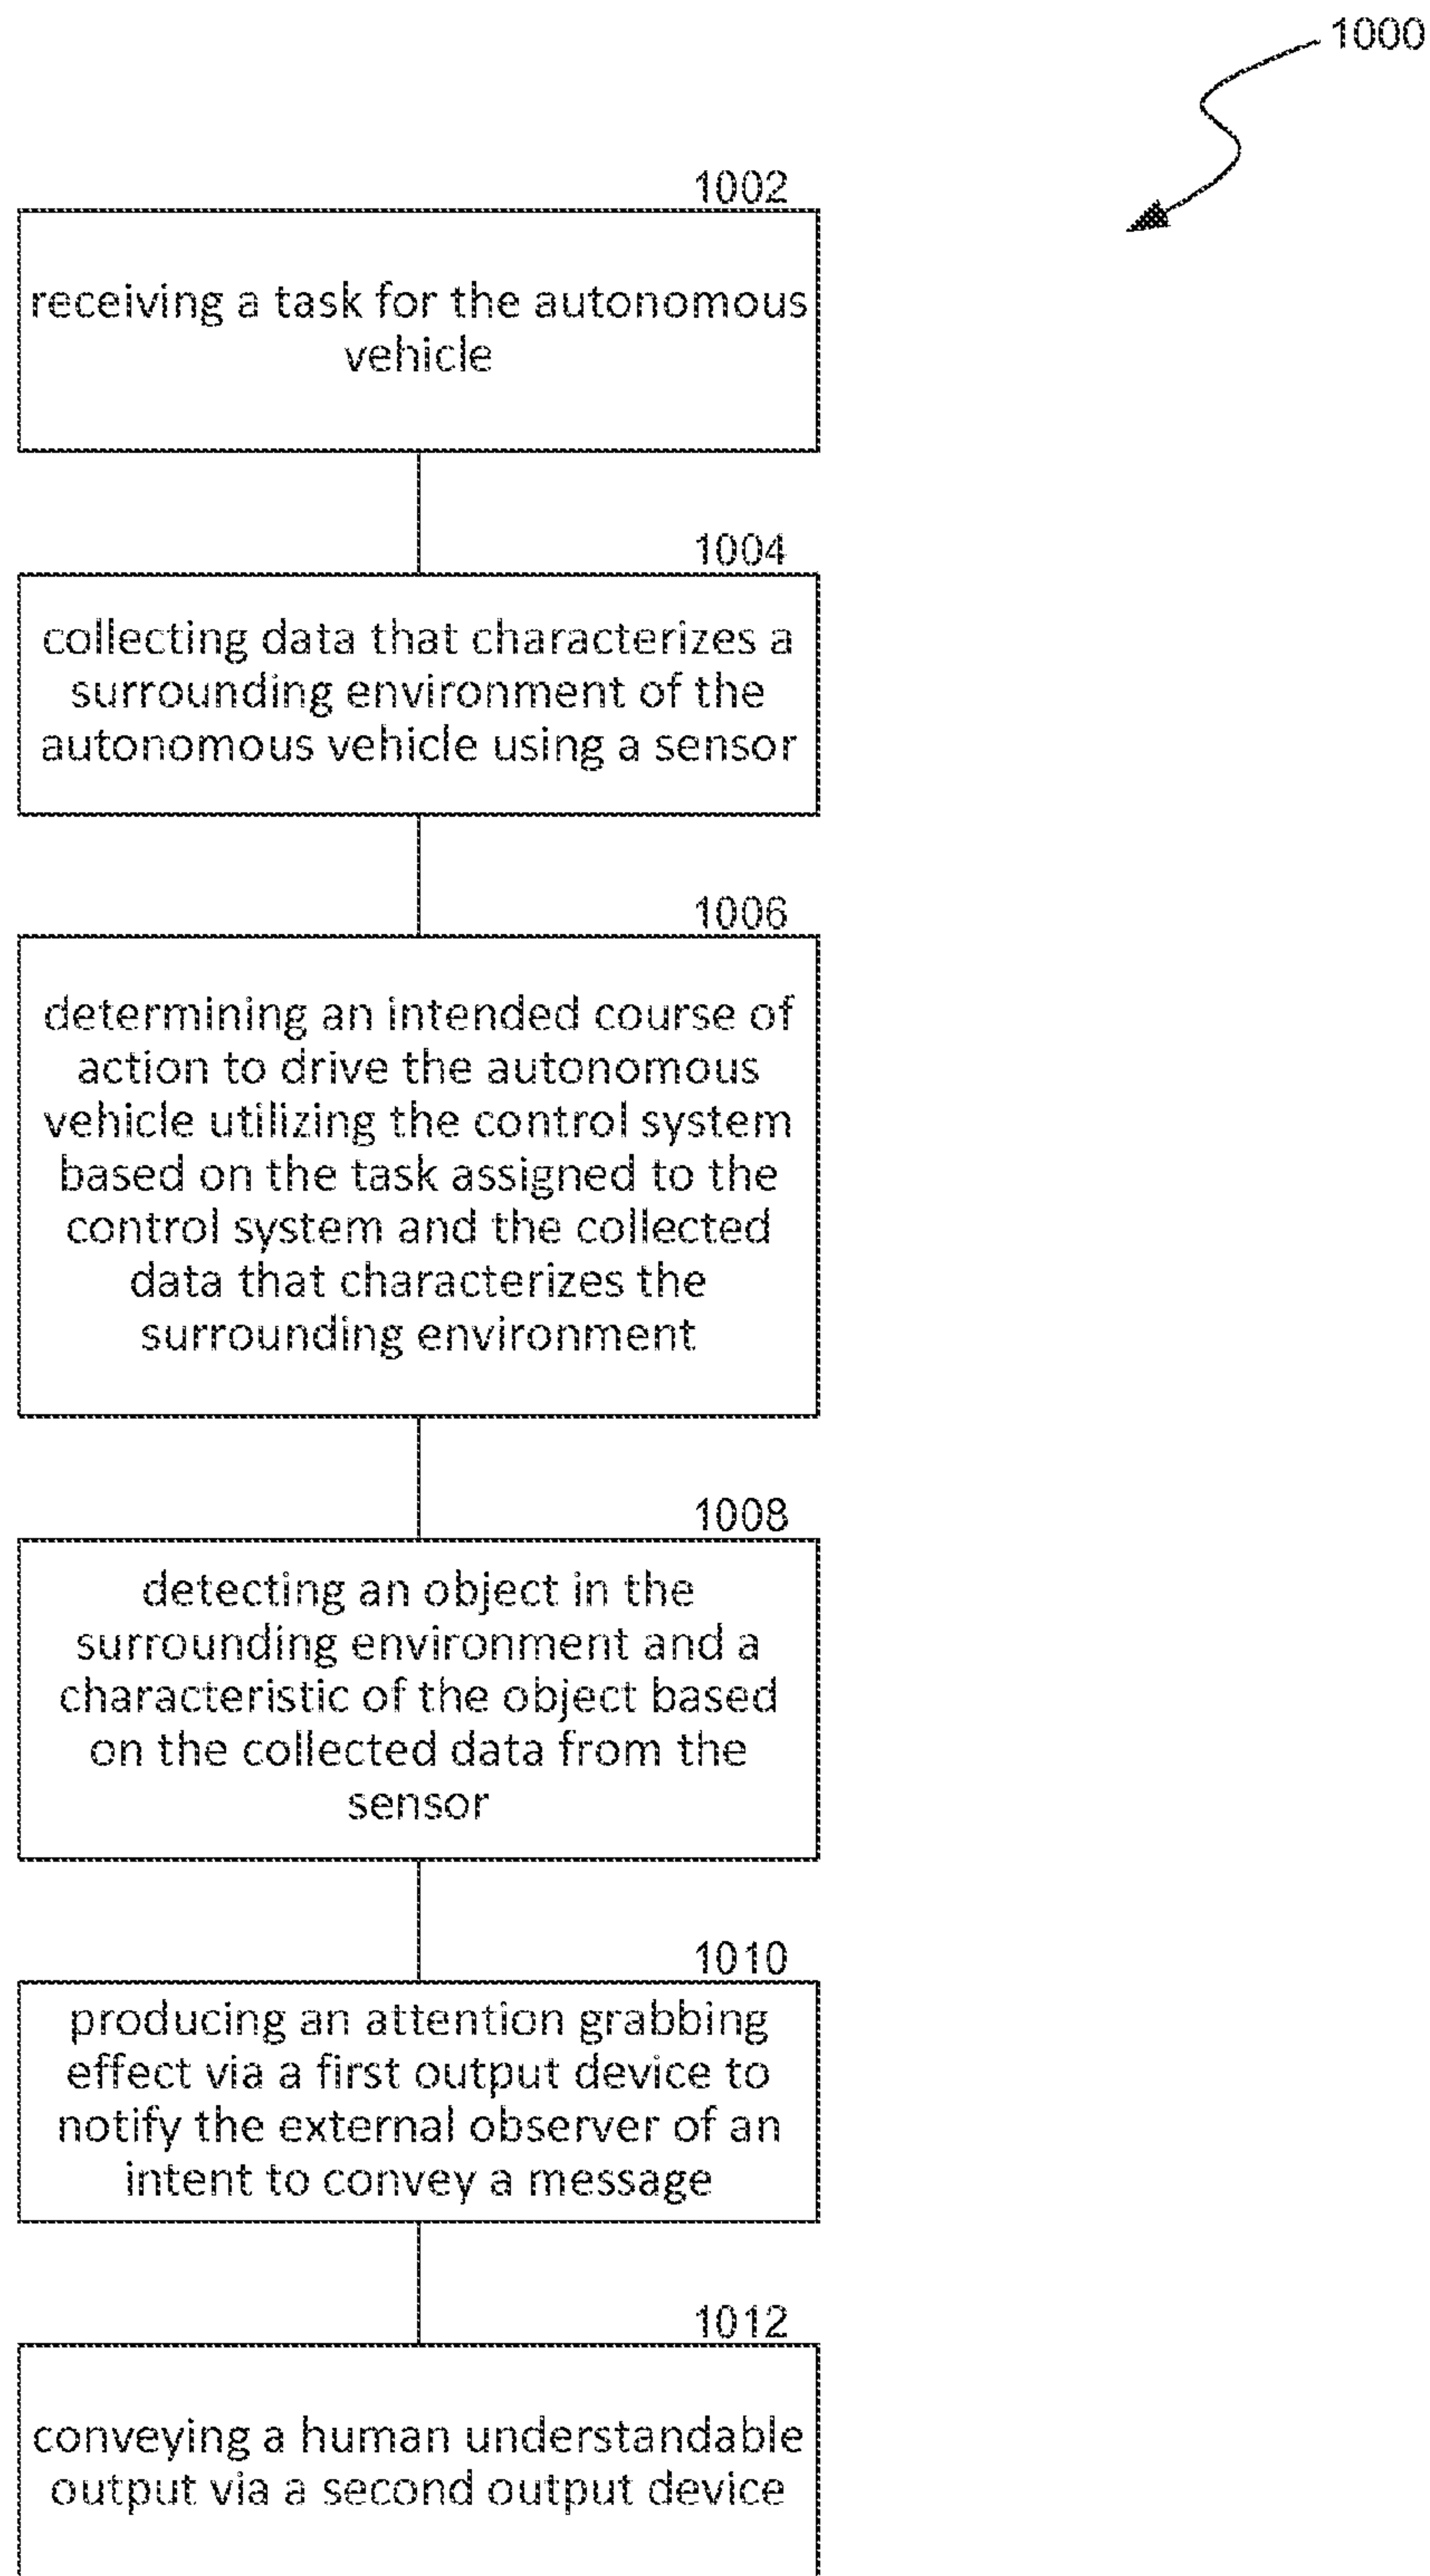 1000
1002
receiving a task for the autonomous
vehicle
1004
collecting data that characterizes a
surrounding environment of the
autonomous vehicle using a sensor
1006
determining an intended course of
action to drive the autonomous
vehicle utilizing the control system
based on the task assigned to the
control system and the collected
data that characterizes the
surrounding environment
1008
detecting an object in the
surrounding environment and a
characteristic of the object based
on the collected data from the
sensor
1010
producing an attention grabbing
effect via a first output device to
notify the external observer of an
intent to convey a message
1012
conveying a human understandable
output via a second output device